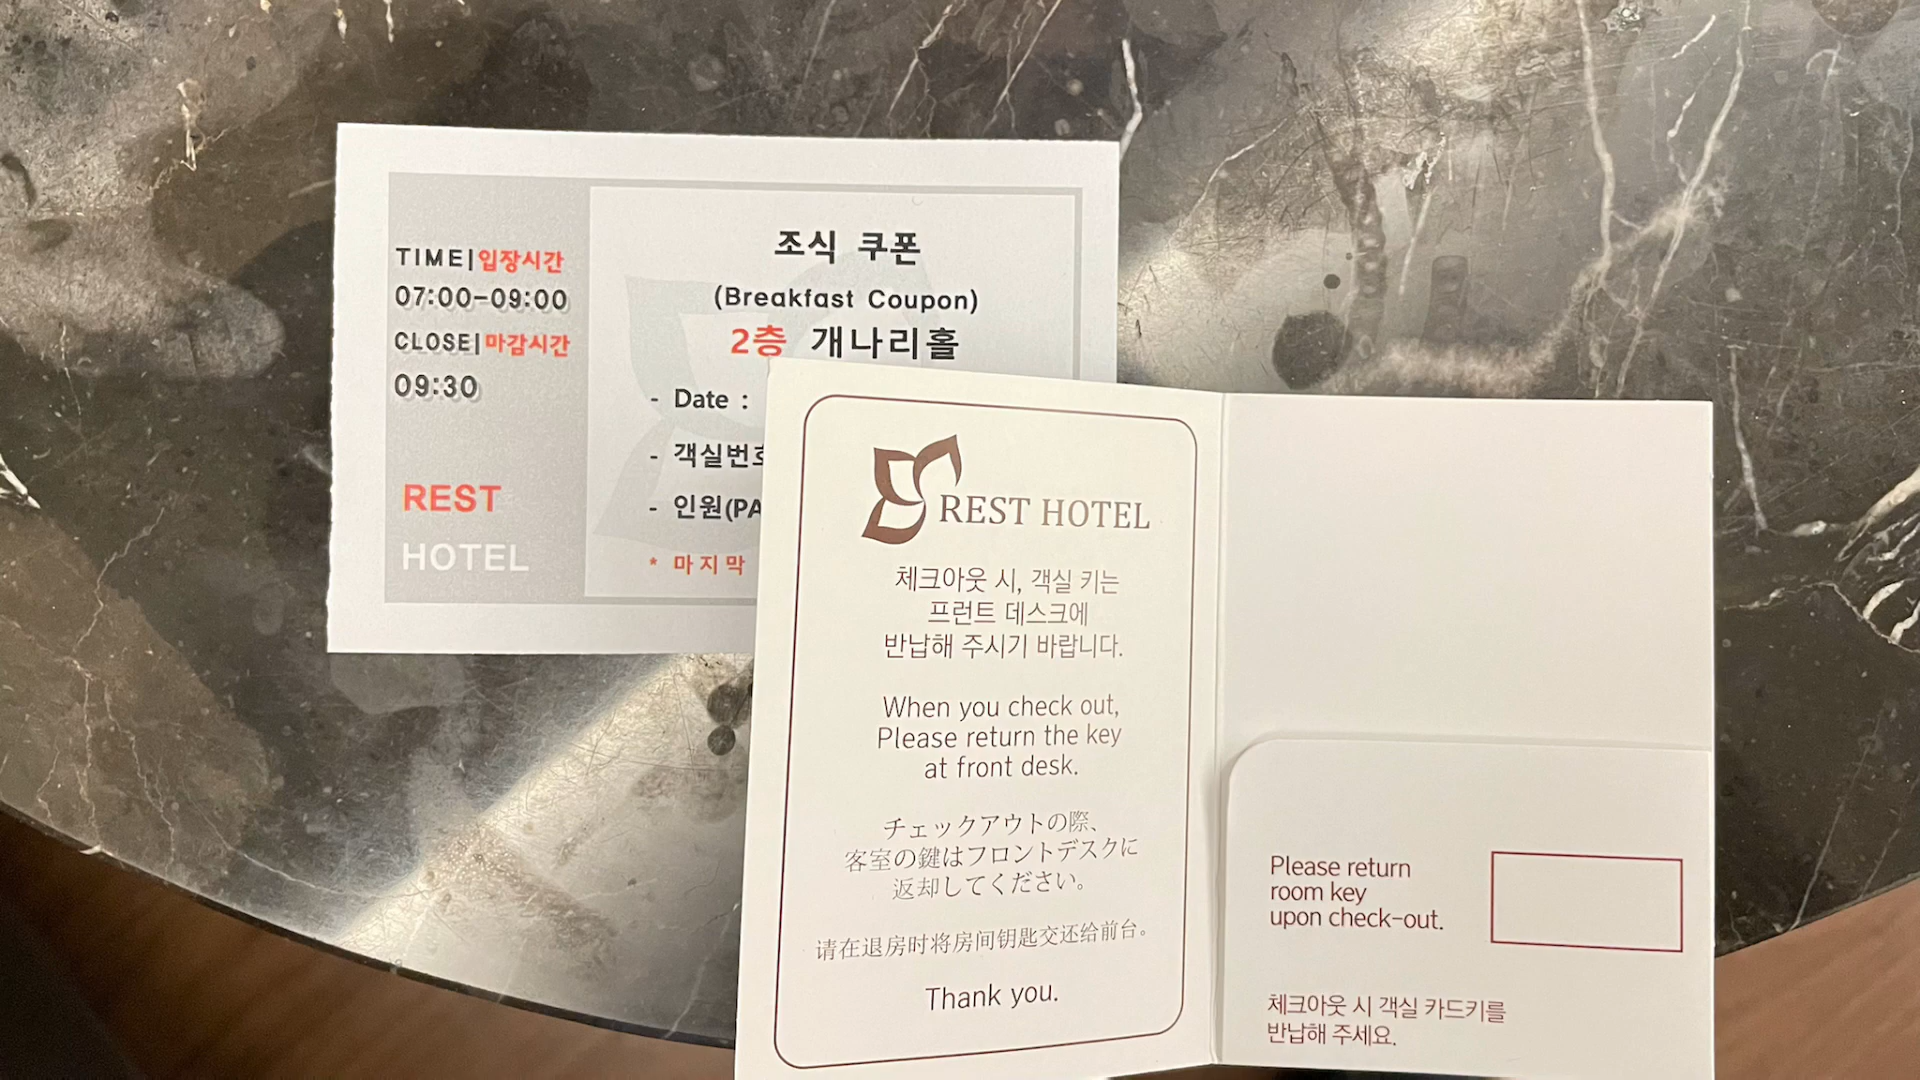 TIME|입장시간
07:00-09:00
CLOSE|마감시간
09:30
REST
HOTEL
조식 쿠폰
(Breakfast Coupon)
2층 개나리홀
- Date :
- 객실번호
- 인원(PA
* 마지막
REST HOTEL
체크아웃 시, 객실 키는
프런트 데스크에
반납해 주시기 바랍니다.
When you check out,
Please return the key
at front desk.
チェックアウトの際、
客室の鍵はフロントデスクに
返却してください。
请在退房时将房间钥匙交还给前台。
Thank you.
Please return
room key
upon check-out.
체크아웃 시 객실 카드키를
반납해 주세요.